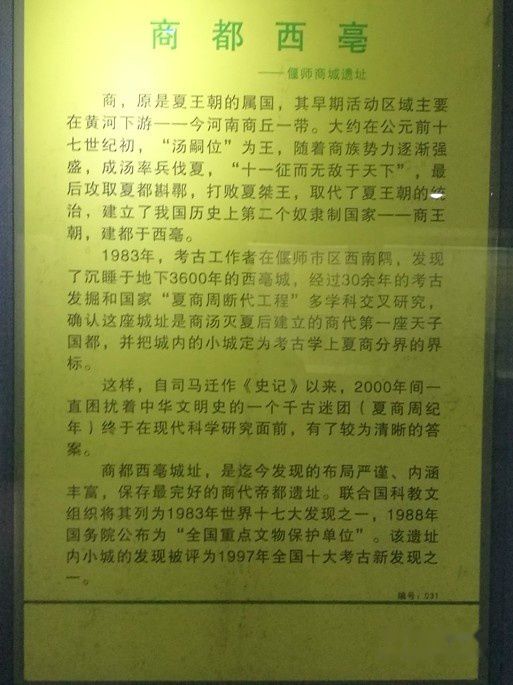 商都西亳
——偃师商城遗址
商，原是夏王朝的属国，其早期活动区域主要
在黄河下游——今河南商丘一带。大约在公元前十
七世纪初，“汤嗣位”为王，随着商族势力逐渐强
盛，成汤率兵伐夏，“十一征而无敌于天下”，最
后攻取夏都斟鄩，打败夏桀王，取代了夏王朝的统
治，建立了我国历史上第二个奴隶制国家——商王
朝，建都于西亳。
1983年，考古工作者在偃师市区西南隅，发现
了沉睡于地下3600年的西亳城，经过30余年的考古
发掘和国家“夏商周断代工程”多学科交叉研究，
确认这座城址是商汤灭夏后建立的商代第一座天子
国都，并把城内的小城定为考古学上夏商分界的界
标。
这样，自司马迁作《史记》以来，2000年间一
直困扰着中华文明史的一个千古迷团（夏商周纪
年）终于在现代科学研究面前，有了较为清晰的答
案。
商都西亳城址，是迄今发现的布局严谨、内涵
丰富，保存最完好的商代帝都遗址。联合国科教文
组织将其列为1983年世界十七大发现之一，1988年
国务院公布为“全国重点文物保护单位”。该遗址
内小城的发现被评为1997年全国十大考古新发现之
一。
编号：031